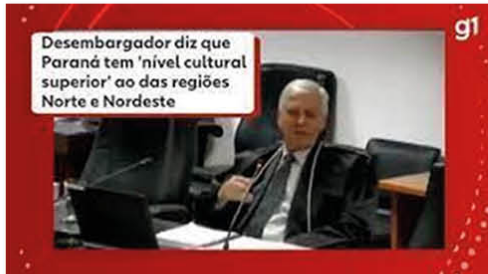 g1
Desembargador diz que
Paraná tem 'nível cultural
superior' ao das regiões
Norte e Nordeste